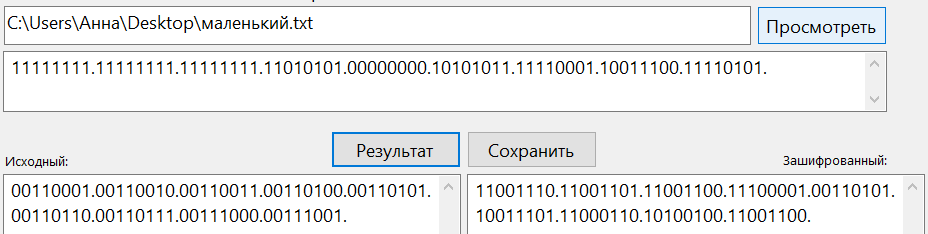 C:\Users\Анна\Desktop\маленький.txt
Просмотреть
11111111.11111111.11111111.11010101.00000000.10101011.11110001.10011100.11110101.
Результат
Сохранить
Исходный:
Зашифрованный:
00110001.00110010.00110011.00110100.00110101.
00110110.00110111.00111000.00111001.
11001110.11001101.11001100.11100001.00110101.
10011101.11000110.10100100.11001100.